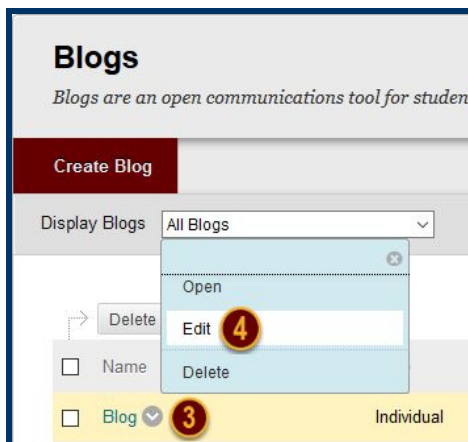 Blogs
Blogs are an open communications tool for studen
Create Blog
Display Blogs All Blogs
Open
Delete
Edit 4
Name
Delete
Blog 3 Individual